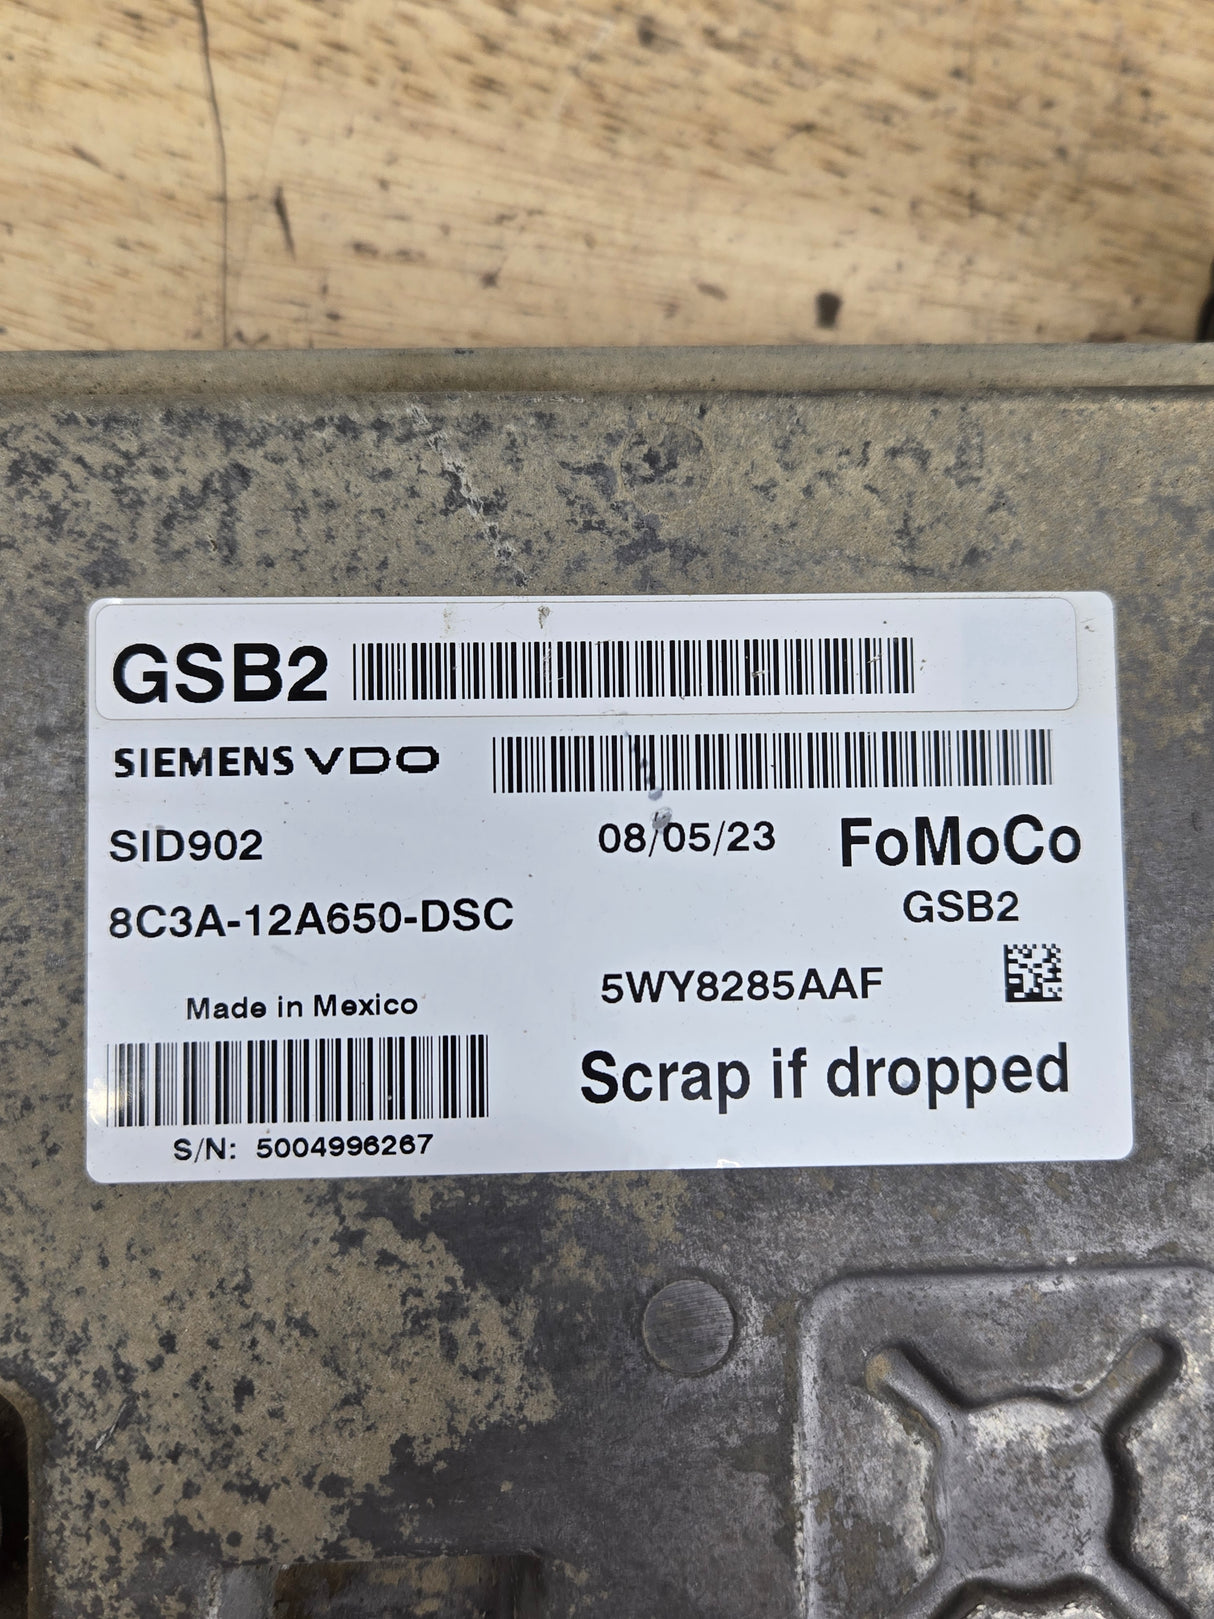 GSB2
SIEMENS VDO
SID902
08/05/23
FoMoCo
8C3A-12A650-DSC
GSB2
5WY8285AAF
Made in Mexico
Scrap if dropped
S/N: 5004996267